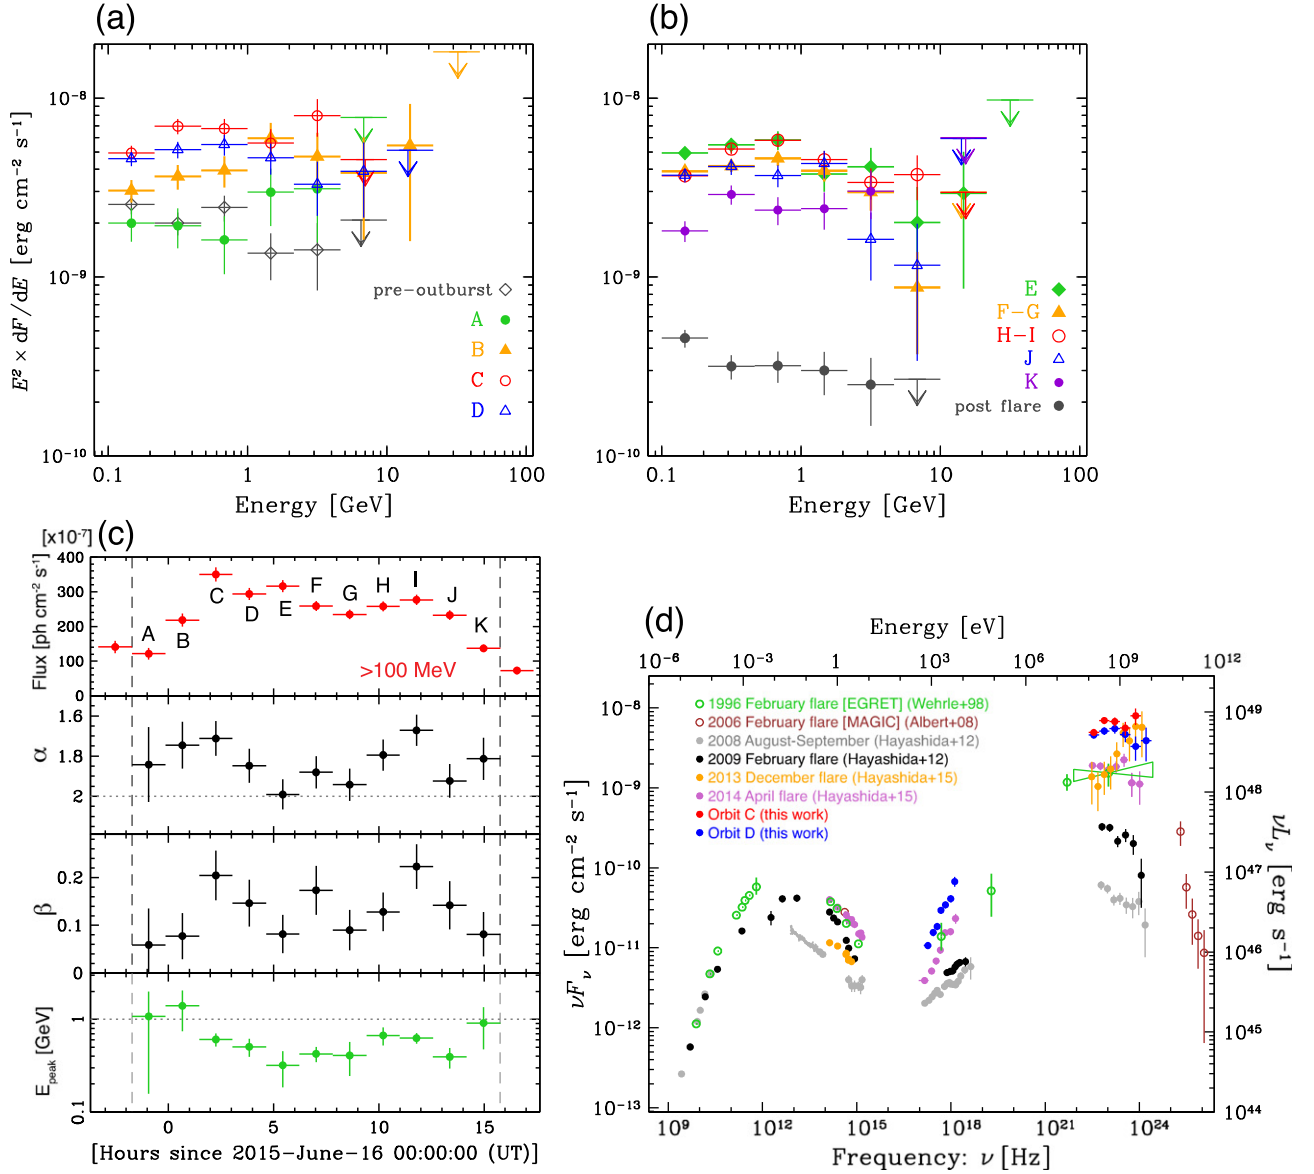 (a)
E² × dF/dE [erg cm⁻² s⁻¹]
10⁻⁸
10⁻⁹
10⁻¹⁰
pre-outburst
A
B
C
D
0.1 1 10 100
Energy [GeV]
(b)
10⁻⁸
10⁻⁹
10⁻¹⁰
E
F-G
H-I
J
K
post flare
0.1 1 10 100
Energy [GeV]
(c)
[x10⁻⁷]
Flux [ph cm⁻² s⁻¹]
400
300
200
100
0
A B C D E F G H I J K
>100 MeV
α
1.6
1.8
2
β
0.2
0.1
0
E_peak [GeV]
1
0.1
0 5 10 15
[Hours since 2015-June-16 00:00:00 (UT)]
(d)
Energy [eV]
10⁻⁶ 10⁻³ 1 10³ 10⁶ 10⁹ 10¹²
νF_ν [erg cm⁻² s⁻¹]
10⁻⁸
10⁻⁹
10⁻¹⁰
10⁻¹¹
10⁻¹²
10⁻¹³
1996 February flare [EGRET] (Wehrle+98)
2006 February flare [MAGIC] (Albert+08)
2008 August-September (Hayashida+12)
2009 February flare (Hayashida+12)
2013 December flare (Hayashida+15)
2014 April flare (Hayashida+15)
Orbit C (this work)
Orbit D (this work)
10⁴⁹
10⁴⁸
10⁴⁷
10⁴⁶
10⁴⁵
10⁴⁴
νL_ν [erg s⁻¹]
10⁹ 10¹² 10¹⁵ 10¹⁸ 10²¹ 10²⁴
Frequency: ν [Hz]